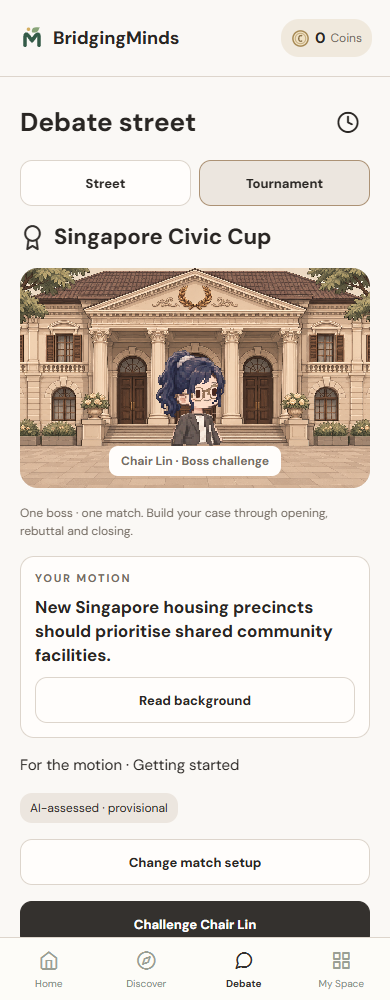 BridgingMinds
0 Coins
Debate street
Street
Tournament
Singapore Civic Cup
Chair Lin · Boss challenge
One boss · one match. Build your case through opening,
rebuttal and closing.
YOUR MOTION
New Singapore housing precincts
should prioritise shared community
facilities.
Read background
For the motion · Getting started
AI-assessed · provisional
Change match setup
Challenge Chair Lin
Home
Discover
Debate
My Space